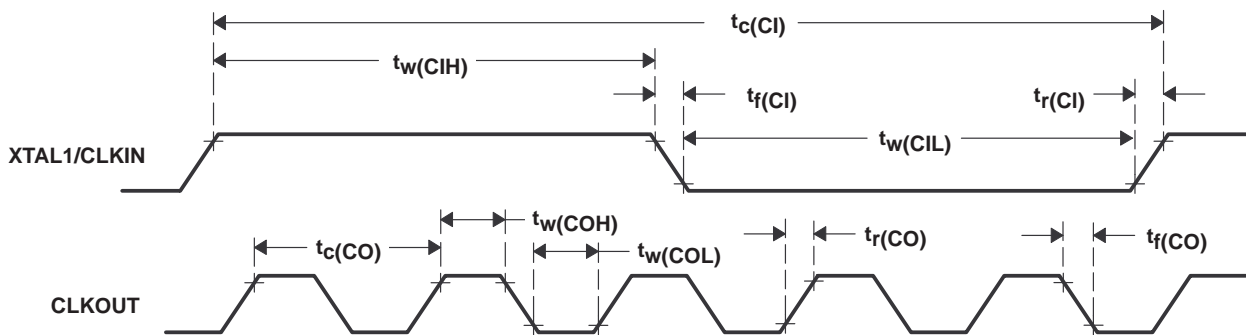 tc(CI)
tw(CIH)
tf(CI)
tr(CI)
tw(CIL)
XTAL1/CLKIN
tw(COH)
tc(CO)
tw(COL)
tr(CO)
tf(CO)
CLKOUT